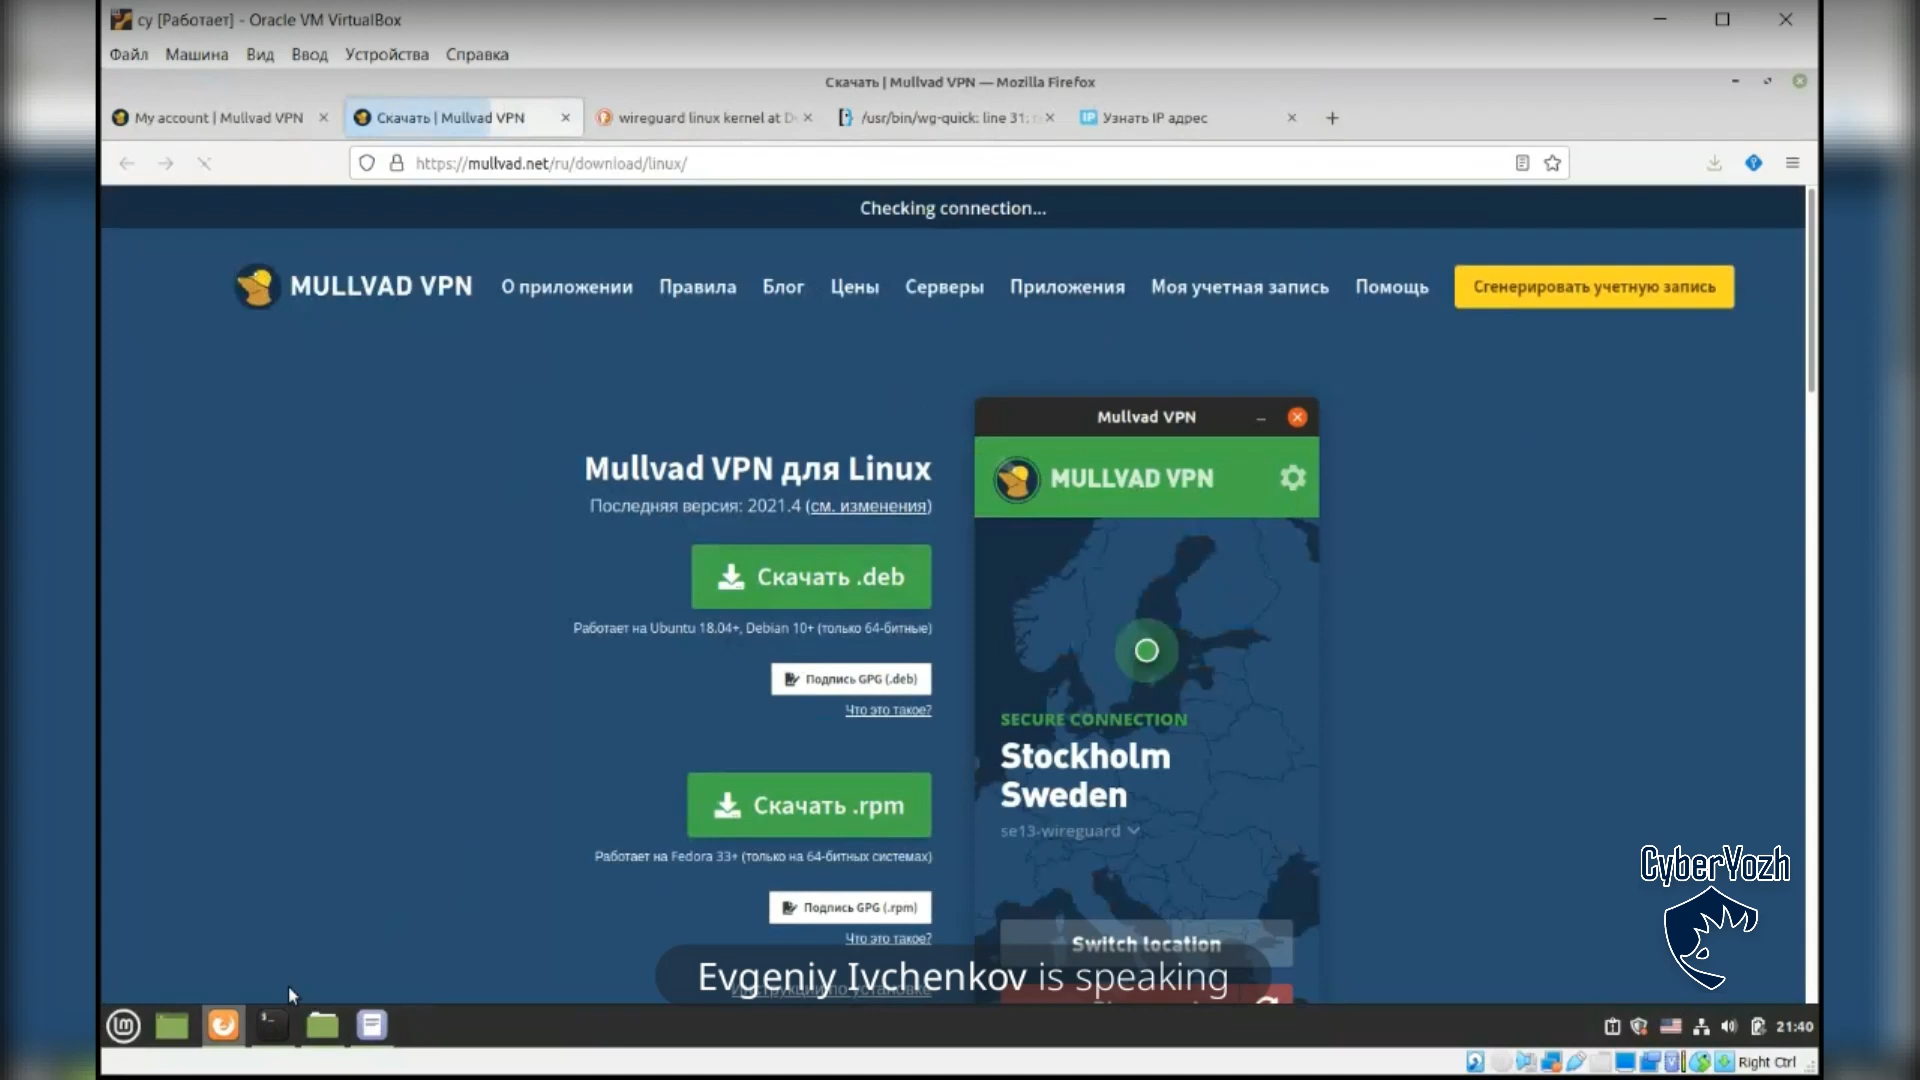 су [Работает] - Oracle VM VirtualBox
Файл Машина Вид Ввод Устройства Справка
Скачать | Mullvad VPN — Mozilla Firefox
My account | Mullvad VPN
Скачать | Mullvad VPN
wireguard linux kernel at D
/usr/bin/wg-quick: line 31:
Узнать IP адрес
https://mullvad.net/ru/download/linux/
Checking connection...
MULLVAD VPN
О приложении Правила Блог Цены Серверы Приложения Моя учетная запись Помощь
Сгенерировать учетную запись
Mullvad VPN для Linux
Последняя версия: 2021.4 (см. изменения)
Скачать .deb
Работает на Ubuntu 18.04+, Debian 10+ (только 64-битные)
Подпись GPG (.deb)
Что это такое?
Скачать .rpm
Работает на Fedora 33+ (только на 64-битных системах)
Подпись GPG (.rpm)
Что это такое?
Инструкции по установке
Mullvad VPN
MULLVAD VPN
SECURE CONNECTION
Stockholm
Sweden
se13-wireguard
Switch location
Evgeniy Ivchenkov is speaking
CyberYozh
21:40
Right Ctrl